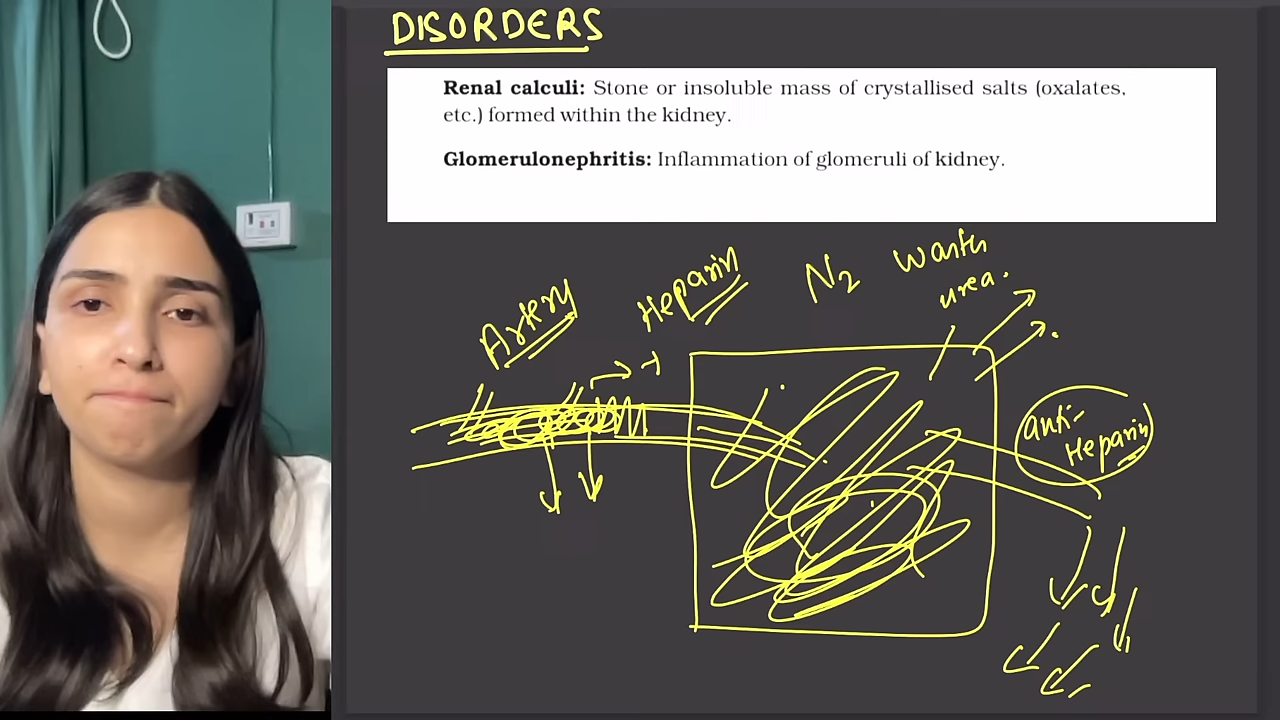 DISORDERS
Renal calculi: Stone or insoluble mass of crystallised salts (oxalates,
etc.) formed within the kidney.
Glomerulonephritis: Inflammation of glomeruli of kidney.
Artery
Heparin
N2
urea.
anti-
Heparin